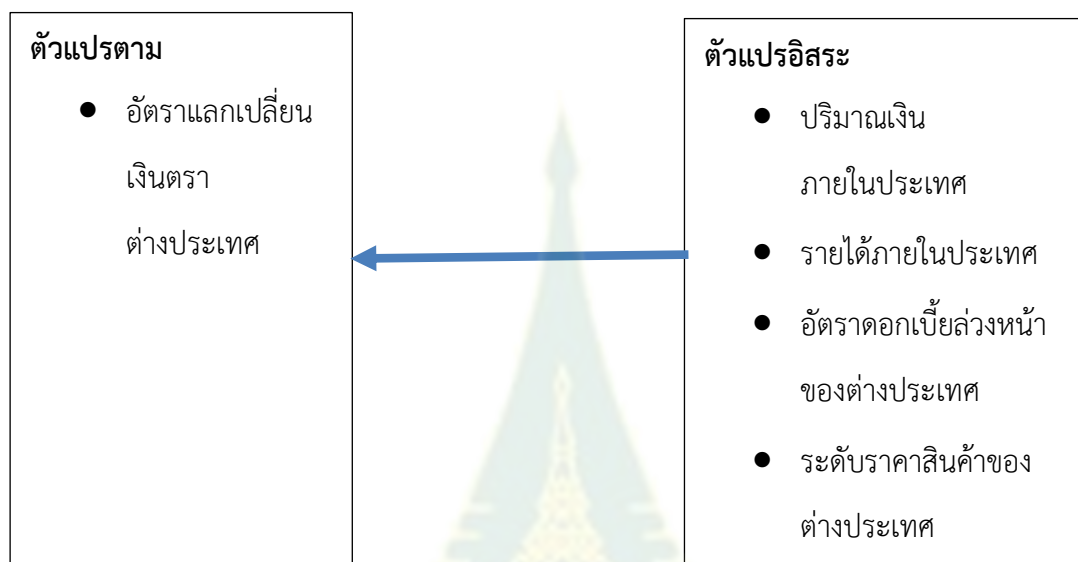 ตัวแปรตาม
● อัตราแลกเปลี่ยน
เงินตรา
ต่างประเทศ
ตัวแปรอิสระ
● ปริมาณเงิน
ภายในประเทศ
● รายได้ภายในประเทศ
● อัตราดอกเบี้ยล่วงหน้า
ของต่างประเทศ
● ระดับราคาสินค้าของ
ต่างประเทศ